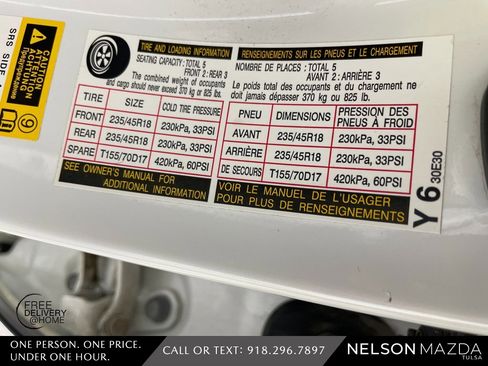 CAUTION
ATTENTION
ACHTUNG
SRS SIDE
TIRE AND LOADING INFORMATION
SEATING CAPACITY: TOTAL 5
FRONT 2 : REAR 3
The combined weight of occupants
and cargo should never exceed 370 kg or 825 lbs.
TIRE SIZE COLD TIRE PRESSURE
FRONT 235/45R18 230kPa, 33PSI
REAR 235/45R18 230kPa, 33PSI
SPARE T155/70D17 420kPa, 60PSI
SEE OWNER'S MANUAL FOR
ADDITIONAL INFORMATION
RENSEIGNEMENTS SUR LES PNEUS ET LE CHARGEMENT
NOMBRE DE PLACES : TOTAL 5
AVANT 2 : ARRIÈRE 3
Le poids total des occupants et du chargement ne
doit jamais dépasser 370 kg ou 825 lb.
PNEU DIMENSIONS PRESSION DES
PNEUS À FROID
AVANT 235/45R18 230kPa, 33PSI
ARRIÈRE 235/45R18 230kPa, 33PSI
DE SECOURS T155/70D17 420kPa, 60PSI
VOIR LE MANUEL DE L'USAGER
POUR PLUS DE RENSEIGNEMENTS
Y 6 30E30
FREE
DELIVERY
@HOME
ONE PERSON. ONE PRICE.
UNDER ONE HOUR.
CALL OR TEXT: 918.296.7897
NELSON MAZDA
TULSA